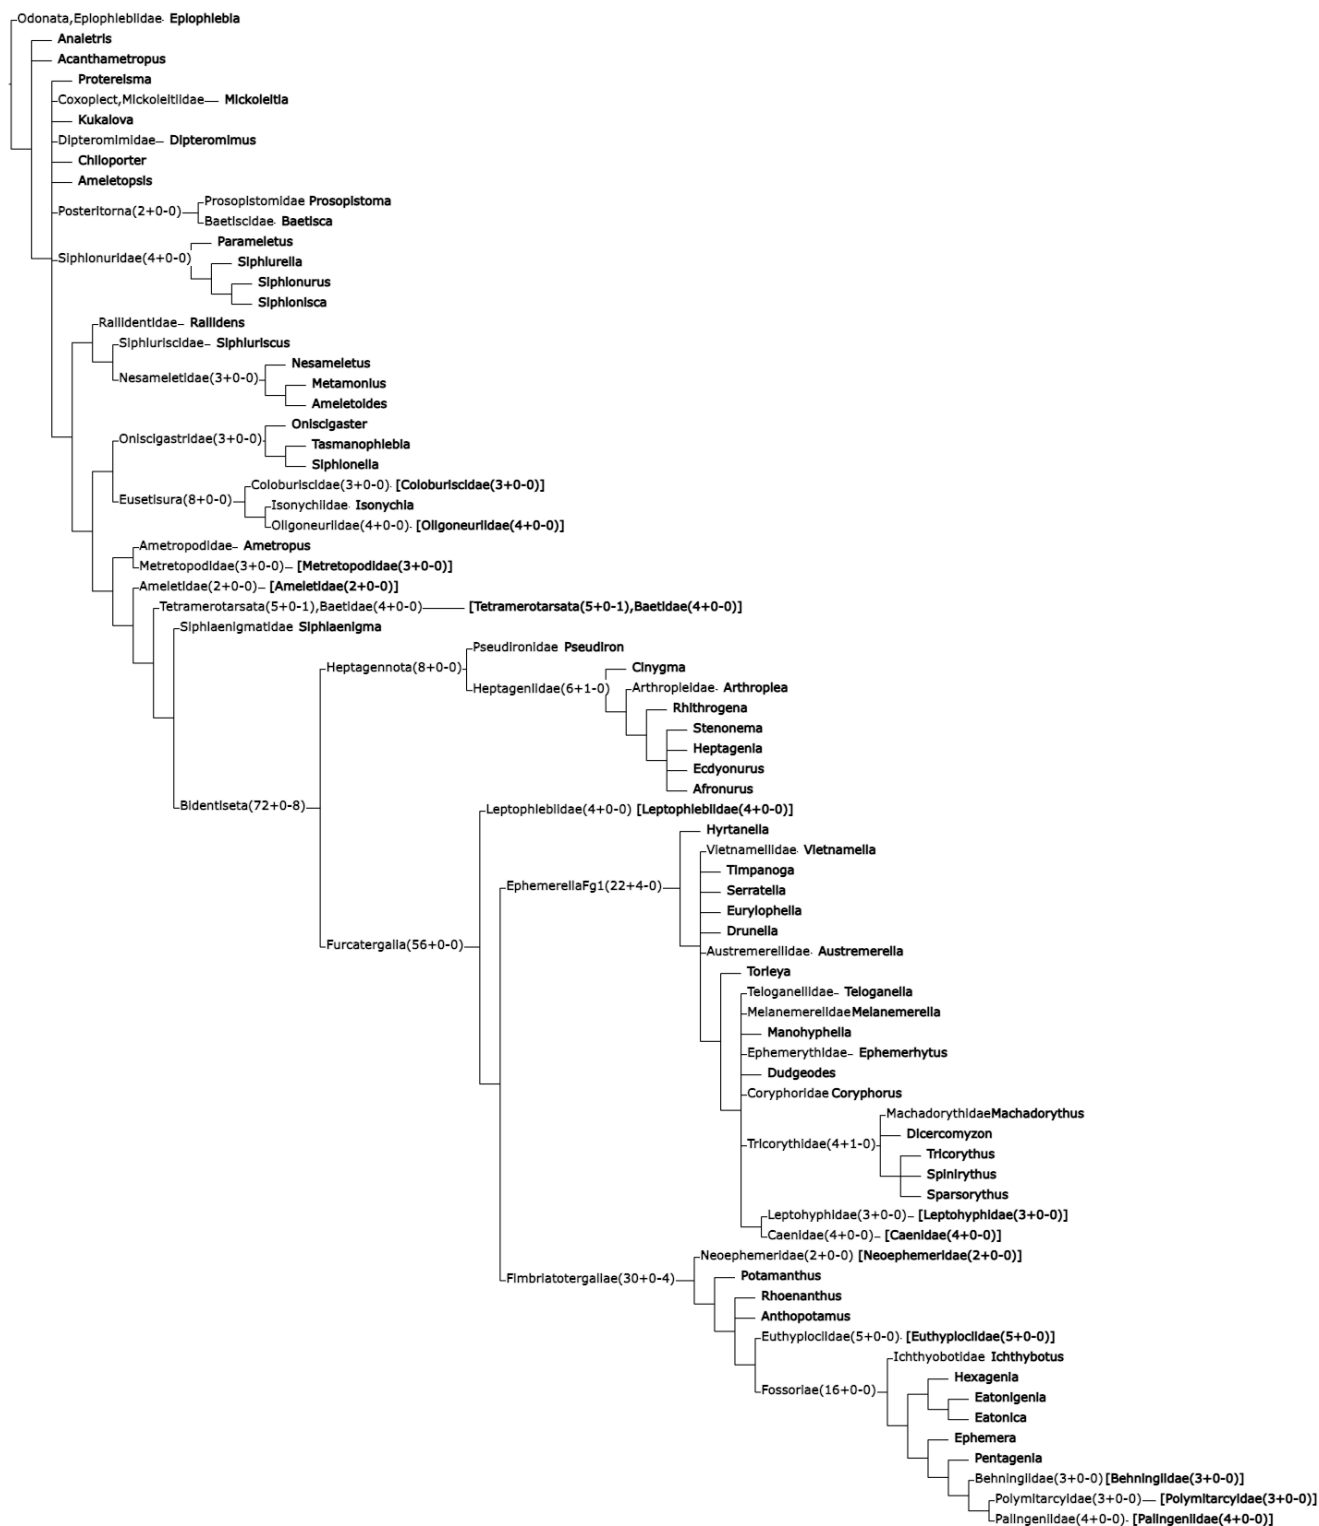 Odonata,Epiophlebiidae Epiophlebia
Analetris
Acanthametropus
Protereisma
Coxoplect,Mickoleitiidae Mickoleitia
Kukalova
Dipteromimidae Dipteromimus
Chiloporter
Ameletopsis
Prosopistomidae Prosopistoma
Posteritorna(2+0-0)
Baetiscidae Baetisca
Parameletus
Siphlonuridae(4+0-0)
Siphlurella
Siphlonurus
Siphlonisca
Rallidentidae Rallidens
Siphluriscidae Siphluriscus
Nesameletus
Nesameletidae(3+0-0)
Metamonius
Ameletoides
Oniscigaster
Oniscigastridae(3+0-0)
Tasmanophlebia
Siphlonella
Coloburiscidae(3+0-0) [Coloburiscidae(3+0-0)]
Eusetisura(8+0-0)
Isonychiidae Isonychia
Oligoneuriidae(4+0-0) [Oligoneuriidae(4+0-0)]
Ametropodidae Ametropus
Metretopodidae(3+0-0) [Metretopodidae(3+0-0)]
Ameletidae(2+0-0) [Ameletidae(2+0-0)]
Tetramerotarsata(5+0-1),Baetidae(4+0-0) [Tetramerotarsata(5+0-1),Baetidae(4+0-0)]
Siphlaenigmatidae Siphlaenigma
Pseudironidae Pseudiron
Heptagennota(8+0-0)
Cinygma
Heptageniidae(6+1-0)
Arthropleidae Arthroplea
Rhithrogena
Stenonema
Heptagenia
Ecdyonurus
Afronurus
Bidentiseta(72+0-8)
Leptophlebiidae(4+0-0) [Leptophlebiidae(4+0-0)]
Hyrtanella
Vietnamellidae Vietnamella
Timpanoga
EphemerellaFg1(22+4-0)
Serratella
Eurylophella
Drunella
Furcatergalia(56+0-0)
Austremerellidae Austremerella
Torleya
Teloganellidae Teloganella
Melanemerellidae Melanemerella
Manohyphella
Ephemerythidae Ephemerhytus
Dudgeodes
Coryphoridae Coryphorus
Machadorythidae Machadorythus
Dicercomyzon
Tricorythidae(4+1-0)
Tricorythus
Spinirythus
Sparsorythus
Leptohyphidae(3+0-0) [Leptohyphidae(3+0-0)]
Caenidae(4+0-0) [Caenidae(4+0-0)]
Neoephemeridae(2+0-0) [Neoephemeridae(2+0-0)]
Fimbriatotergaliae(30+0-4)
Potamanthus
Rhoenanthus
Anthopotamus
Euthyplociidae(5+0-0) [Euthyplociidae(5+0-0)]
Ichthyobotidae Ichthybotus
Hexagenia
Fossoriae(16+0-0)
Eatonigenia
Eatonica
Ephemera
Pentagenia
Behningiidae(3+0-0) [Behningiidae(3+0-0)]
Polymitarcyidae(3+0-0) [Polymitarcyidae(3+0-0)]
Palingeniidae(4+0-0) [Palingeniidae(4+0-0)]